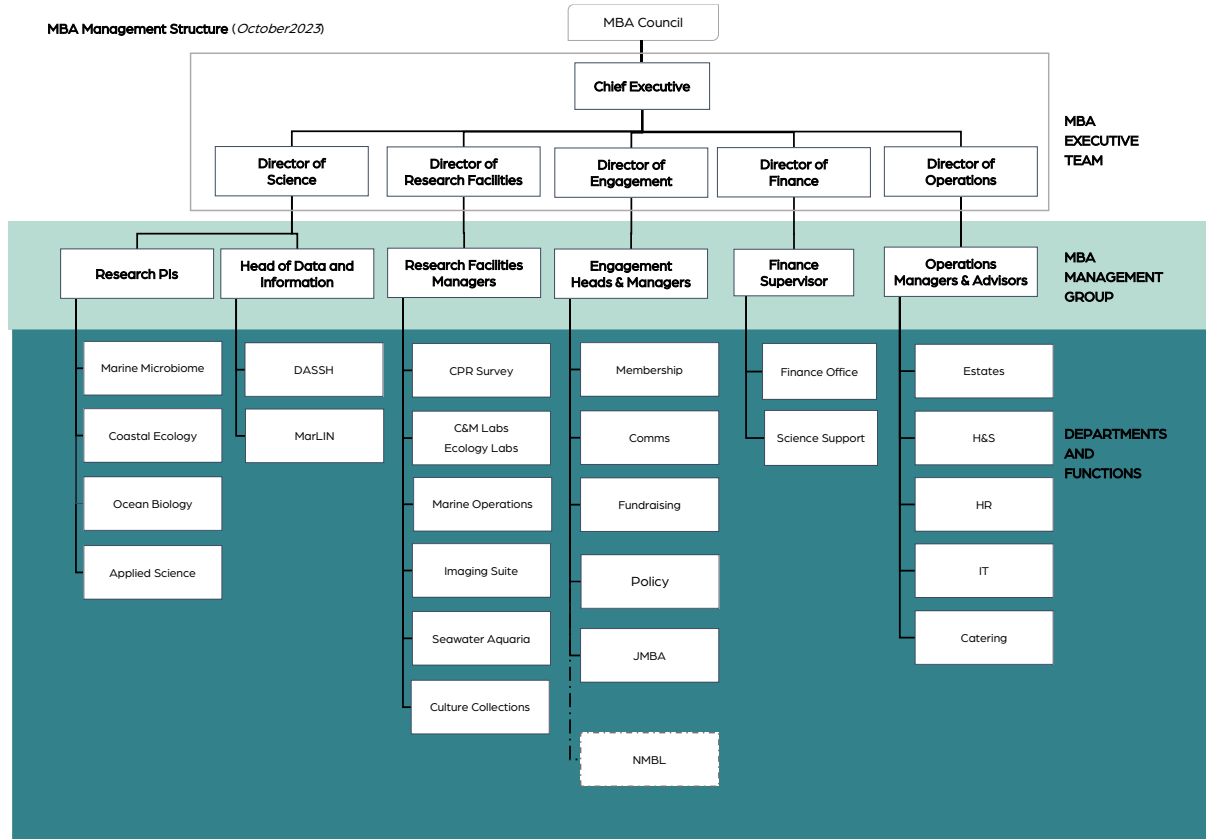 MBA Management Structure (October2023)
MBA Council
Chief Executive
MBA
EXECUTIVE
TEAM
Director of
Science
Director of
Research Facilities
Director of
Engagement
Director of
Finance
Director of
Operations
Research PIs
Head of Data and
Information
Research Facilities
Managers
Engagement
Heads & Managers
Finance
Supervisor
Operations
Managers & Advisors
MBA
MANAGEMENT
GROUP
Marine Microbiome
Coastal Ecology
Ocean Biology
Applied Science
DASSH
MarLIN
CPR Survey
C&M Labs
Ecology Labs
Marine Operations
Imaging Suite
Seawater Aquaria
Culture Collections
Membership
Comms
Fundraising
Policy
JMBA
NMBL
Finance Office
Science Support
Estates
H&S
HR
IT
Catering
DEPARTMENTS
AND
FUNCTIONS